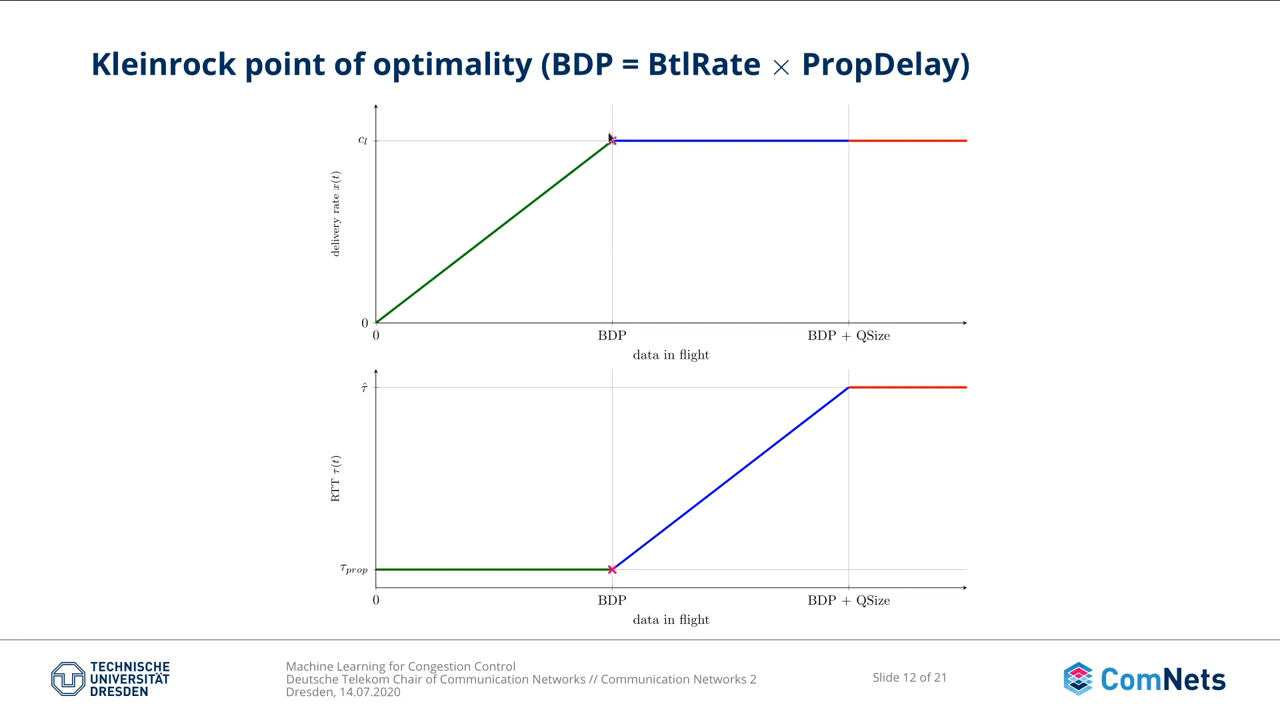 Kleinrock point of optimality (BDP = BtlRate × PropDelay)
c_l
delivery rate x(t)
0
0
BDP
BDP + QSize
data in flight
τ̂
RTT τ(t)
τ_prop
0
BDP
BDP + QSize
data in flight
TECHNISCHE
UNIVERSITÄT
DRESDEN
Machine Learning for Congestion Control
Deutsche Telekom Chair of Communication Networks // Communication Networks 2
Dresden, 14.07.2020
Slide 12 of 21
ComNets